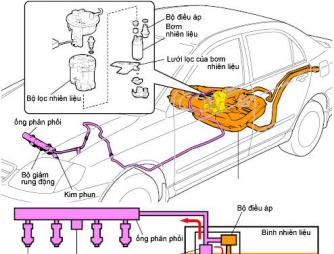 Bộ điều áp
Bơm
nhiên liệu
Lưới lọc của bơm
nhiên liệu
Bộ lọc nhiên liệu
ống phân phối
Bộ giảm
rung động
Kim phun
Bộ điều áp
ống phân phối
Bình nhiên liệu